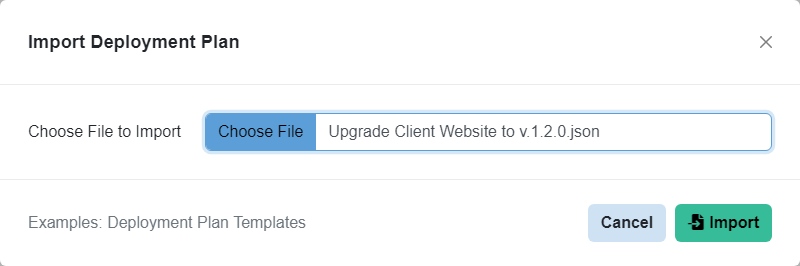 Import Deployment Plan
Choose File to Import
Choose File
Upgrade Client Website to v.1.2.0.json
Examples: Deployment Plan Templates
Cancel
Import